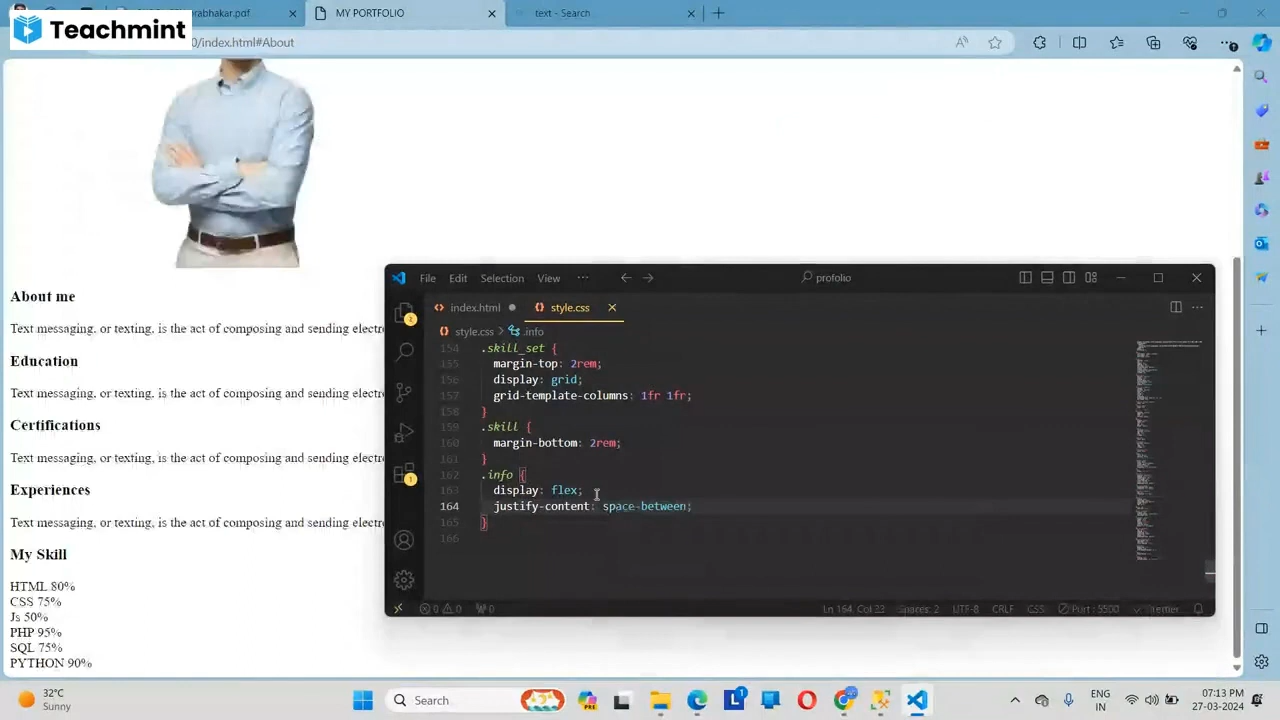 rabhakar.pdf
MY PORTFOLIO
Teachmint
0/index.html#About
About me
Text messaging, or texting, is the act of composing and sending electr
Education
Text messaging, or texting, is the act of composing and sending electr
Certifications
Text messaging, or texting, is the act of composing and sending electr
Experiences
Text messaging, or texting, is the act of composing and sending electr
My Skill
HTML 80%
CSS 75%
Js 50%
PHP 95%
SQL 75%
PYTHON 90%
File Edit Selection View ··· profolio
index.html style.css
style.css > .info
154 .skill_set {
155 margin-top: 2rem;
156 display: grid;
157 grid-template-columns: 1fr 1fr;
158 }
159 .skill {
160 margin-bottom: 2rem;
161 }
162 .info {
163 display: flex;
164 justify-content: space-between;
165 }
166
0 0 0 Ln 164, Col 23 Spaces: 2 UTF-8 CRLF CSS Port : 5500
32°C
Sunny
Search
ENG
IN
07:13 PM
27-03-2024